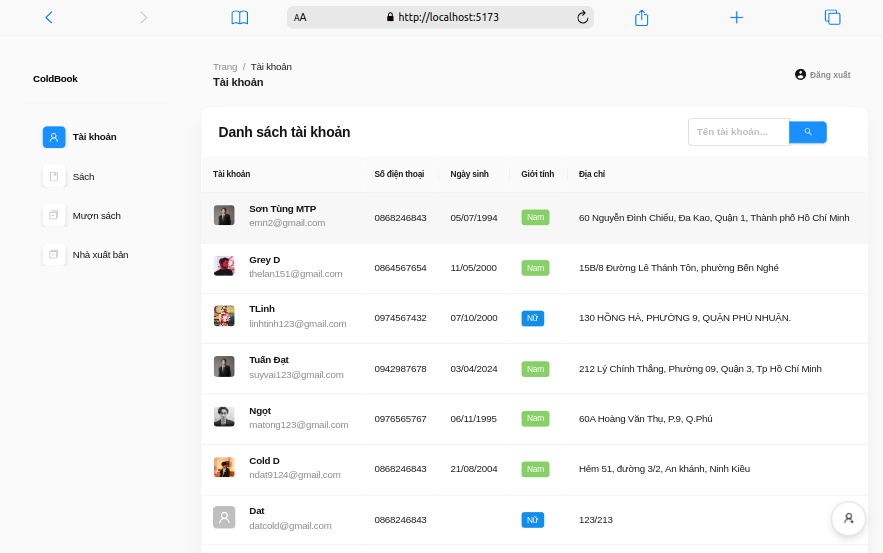 AA
http://localhost:5173
ColdBook
Trang / Tài khoản
Tài khoản
Đăng xuất
Tài khoản
Sách
Mượn sách
Nhà xuất bản
Danh sách tài khoản
Tên tài khoản...
Tài khoản Số điện thoại Ngày sinh Giới tính Địa chỉ
Sơn Tùng MTP
emn2@gmail.com
0868246843 05/07/1994 Nam 60 Nguyễn Đình Chiểu, Đa Kao, Quận 1, Thành phố Hồ Chí Minh
Grey D
thelan151@gmail.com
0864567654 11/05/2000 Nam 15B/8 Đường Lê Thánh Tôn, phường Bến Nghé
TLinh
linhtinh123@gmail.com
0974567432 07/10/2000 Nữ 130 HỒNG HÀ, PHƯỜNG 9, QUẬN PHÚ NHUẬN.
Tuấn Đạt
suyvai123@gmail.com
0942987678 03/04/2024 Nam 212 Lý Chính Thắng, Phường 09, Quận 3, Tp Hồ Chí Minh
Ngọt
matong123@gmail.com
0976565767 06/11/1995 Nam 60A Hoàng Văn Thụ, P.9, Q.Phú
Cold D
ndat9124@gmail.com
0868246843 21/08/2004 Nam Hẻm 51, đường 3/2, An khánh, Ninh Kiều
Dat
datcold@gmail.com
0868246843 Nữ 123/213